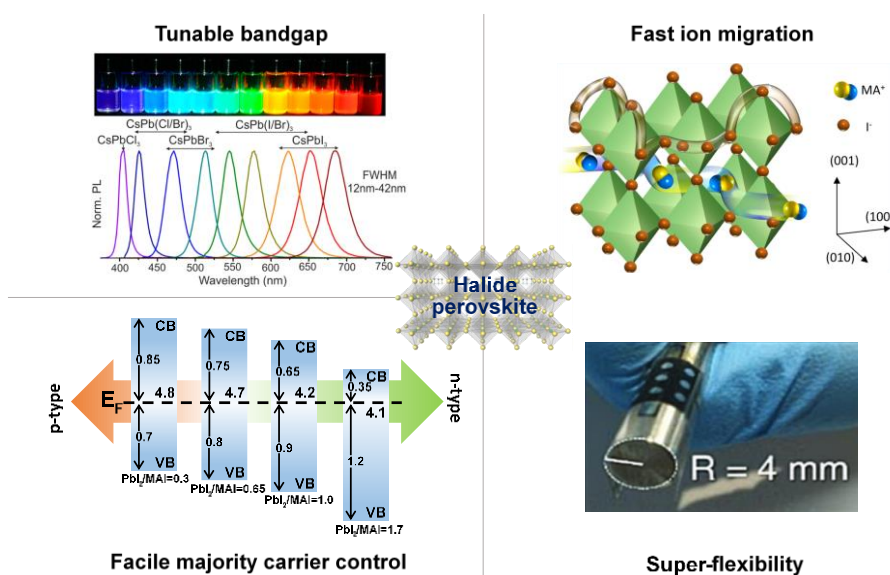 Tunable bandgap
CsPb(Cl/Br)₃
CsPb(I/Br)₃
CsPbCl₃
CsPbBr₃
CsPbI₃
FWHM
12nm-42nm
Norm. PL
400 450 500 550 600 650 700 750
Wavelength (nm)
Fast ion migration
MA⁺
I⁻
(001)
(100
(010)
Halide
perovskite
p-type
n-type
E_F
CB
0.85
4.8
0.7
VB
PbI₂/MAI=0.3
CB
0.75
4.7
0.8
VB
PbI₂/MAI=0.65
CB
0.65
4.2
0.9
VB
PbI₂/MAI=1.0
CB
0.35
4.1
1.2
VB
PbI₂/MAI=1.7
Facile majority carrier control
R = 4 mm
Super-flexibility